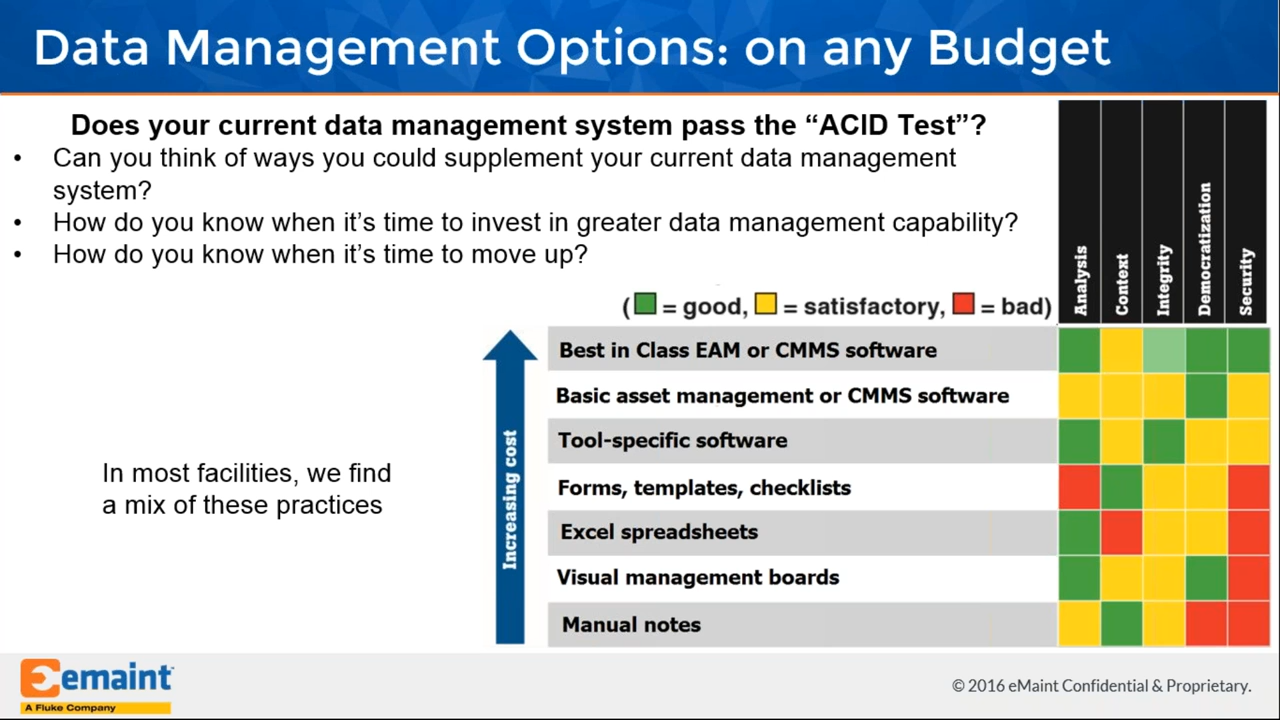 Data Management Options: on any Budget
Does your current data management system pass the “ACID Test”?
• Can you think of ways you could supplement your current data management
system?
• How do you know when it’s time to invest in greater data management capability?
• How do you know when it’s time to move up?
( = good, = satisfactory, = bad)
Analysis
Context
Integrity
Democratization
Security
Increasing cost
Best in Class EAM or CMMS software
Basic asset management or CMMS software
Tool-specific software
Forms, templates, checklists
Excel spreadsheets
Visual management boards
Manual notes
In most facilities, we find
a mix of these practices
emaint
A Fluke Company
© 2016 eMaint Confidential & Proprietary.